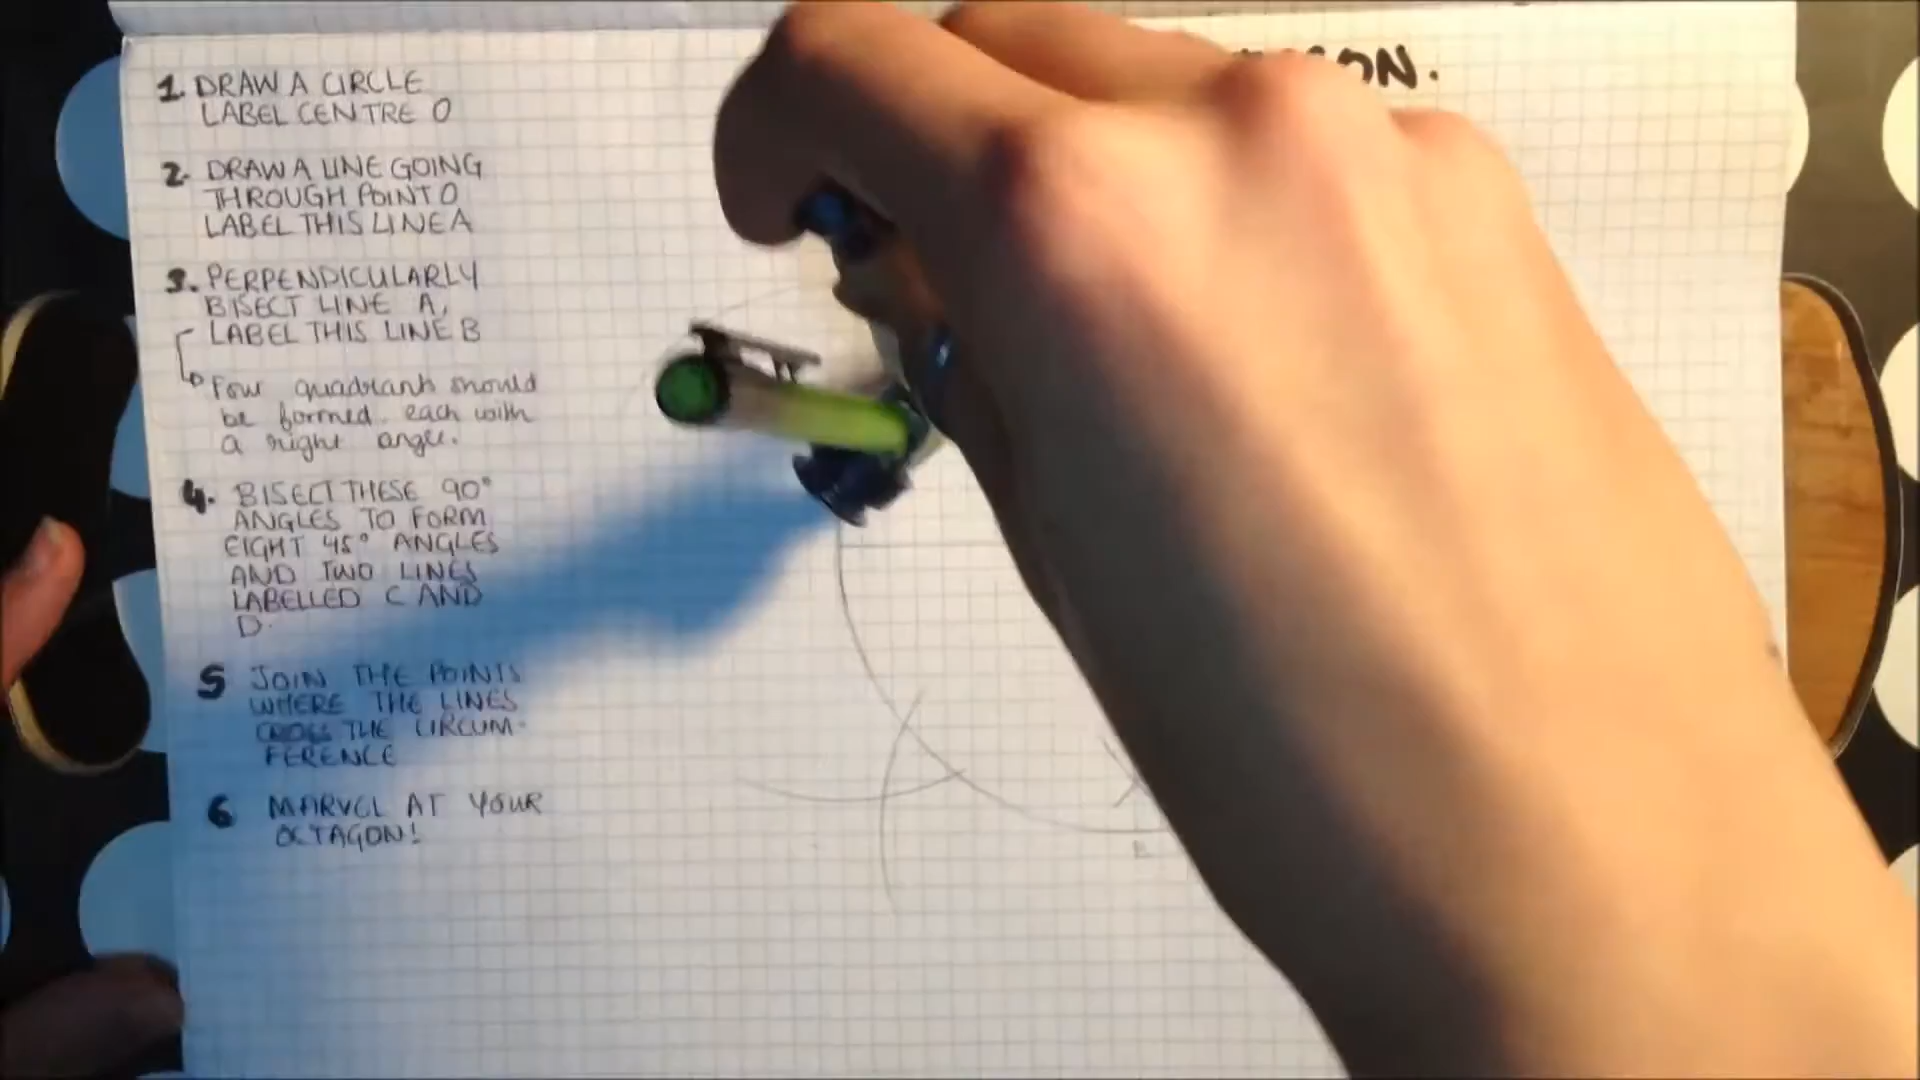 1. DRAW A CIRCLE
LABEL CENTRE O
2. DRAW A LINE GOING
THROUGH POINT O
LABEL THIS LINE A
3. PERPENDICULARLY
BISECT LINE A,
LABEL THIS LINE B
Four quadrants should
be formed. each with
a right angle.
4. BISECT THESE 90°
ANGLES TO FORM
EIGHT 45° ANGLES
AND TWO LINES
LABELLED C AND
D.
5 JOIN THE POINTS
WHERE THE LINES
CROSS THE CIRCUM-
FERENCE
6 MARVEL AT YOUR
OCTAGON!
GON.
B